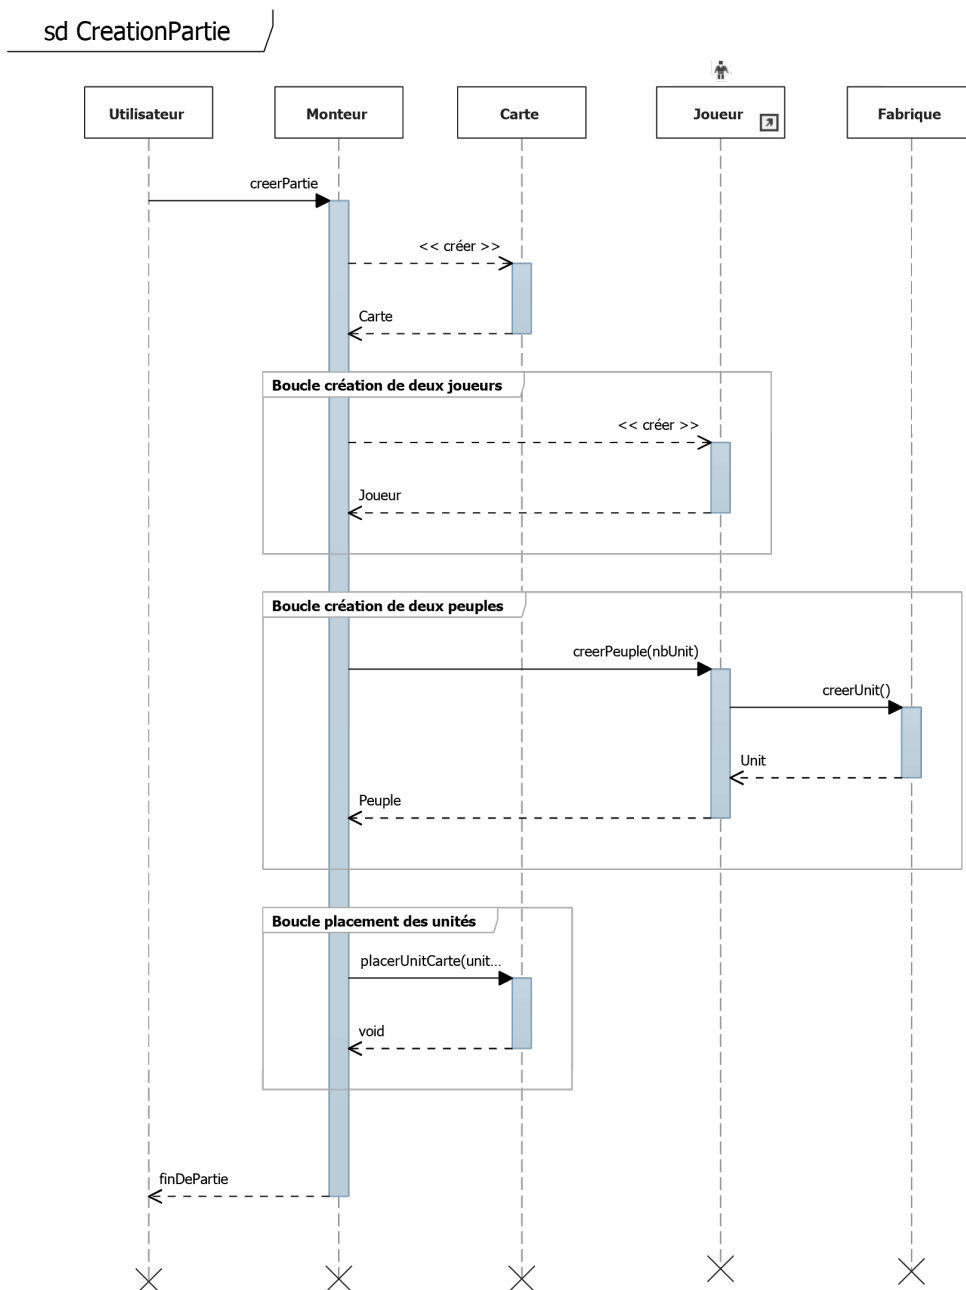 sd CreationPartie
Utilisateur
Monteur
Carte
Joueur
Fabrique
creerPartie
<< créer >>
Carte
Boucle création de deux joueurs
<< créer >>
Joueur
Boucle création de deux peuples
creerPeuple(nbUnit)
creerUnit()
Unit
Peuple
Boucle placement des unités
placerUnitCarte(unit...
void
finDePartie